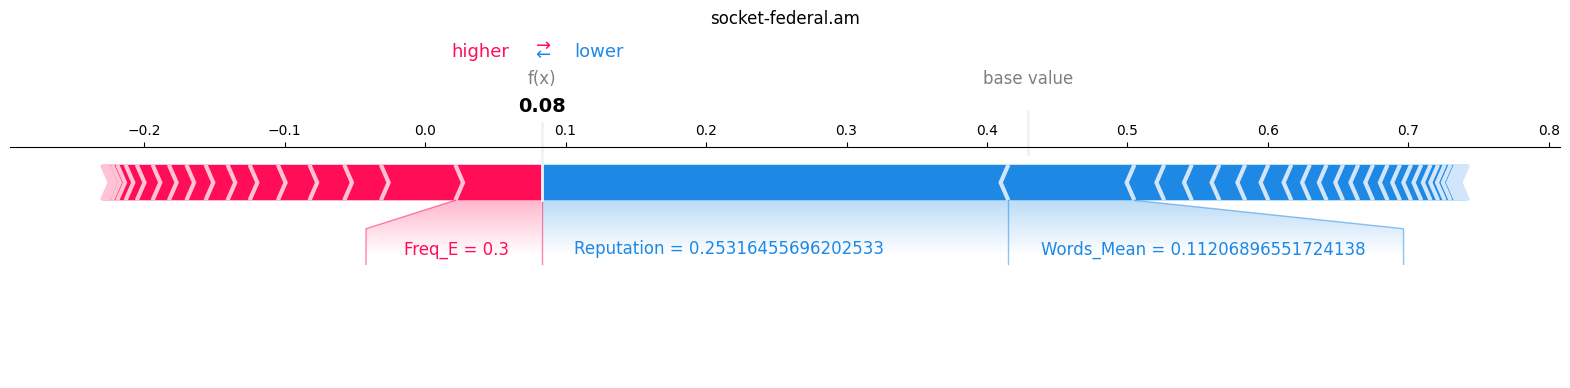 socket-federal.am
higher ⇄ lower
f(x) base value
0.08
−0.2 −0.1 0.0 0.1 0.2 0.3 0.4 0.5 0.6 0.7 0.8
Freq_E = 0.3 Reputation = 0.25316455696202533 Words_Mean = 0.11206896551724138